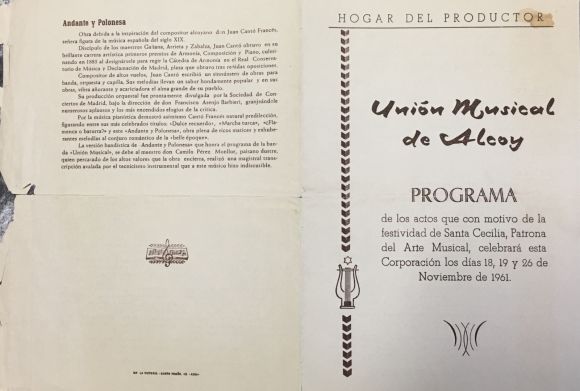 Andante y Polonesa
Obra debida a la inspiración del compositor alcoyano don Juan Cantó Francés,
señera figura de la música española del siglo XIX.
Discípulo de los maestros Galiana, Arrieta y Zabalza, Juan Cantó obtuvo en su
brillante carrera artística primeros premios de Armonía, Composición y Piano, culmi-
nando en 1883 al designársele para regir la Cátedra de Armonía en el Real Conserva-
torio de Música y Declamación de Madrid, plaza que obtuvo tras reñidas oposiciones.
Compositor de altos vuelos, Juan Cantó escribió un sinnúmero de obras para
banda, orquesta y capilla. Sus melodías llevan un sabor hondamente popular y en sus
obras, vibra añorante y acariciadora el alma grande de su pueblo.
Su producción orquestal fue prontamente divulgada por la Sociedad de Con-
ciertos de Madrid, bajo la dirección de don Francisco Asenjo Barbieri, granjeándole
numerosos aplausos y los más encendidos elogios de la crítica.
Por la música pianística demostró asimismo Cantó Francés natural predilección,
figurando entre sus más celebrados títulos: «Dulce recuerdo», «Marcha turca», «¿Fla-
menco o baturra?» y este «Andante y Polonesa», obra plena de ricos matices y exhube-
rantes melodías al conjuro romántico de la «belle époque».
La versión bandística de «Andante y Polonesa» que honra el programa de la ban-
da «Unión Musical», se debe al maestro don Camilo Pérez Monllor, paisano ilustre,
quien percatado de los altos valores que la obra encierra, realizó una magistral trans-
cripción avalada por el tecnicismo instrumental que a este músico hizo indiscutible.
HOGAR DEL PRODUCTOR
Unión Musical
de Alcoy
PROGRAMA
de los actos que con motivo de la
festividad de Santa Cecilia, Patrona
del Arte Musical, celebrará esta
Corporación los días 18, 19 y 26 de
Noviembre de 1961.